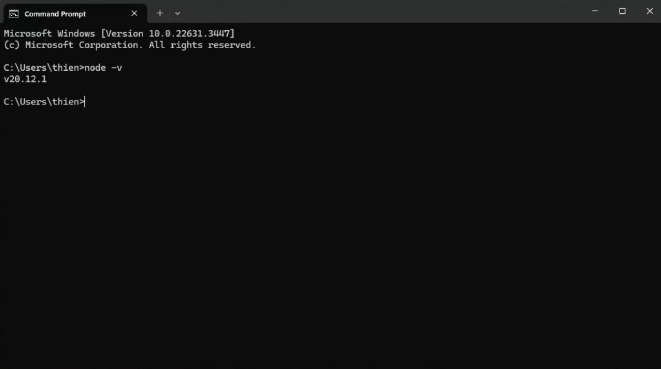 Command Prompt
Microsoft Windows [Version 10.0.22631.3447]
(c) Microsoft Corporation. All rights reserved.
C:\Users\thien>node -v
v20.12.1
C:\Users\thien>